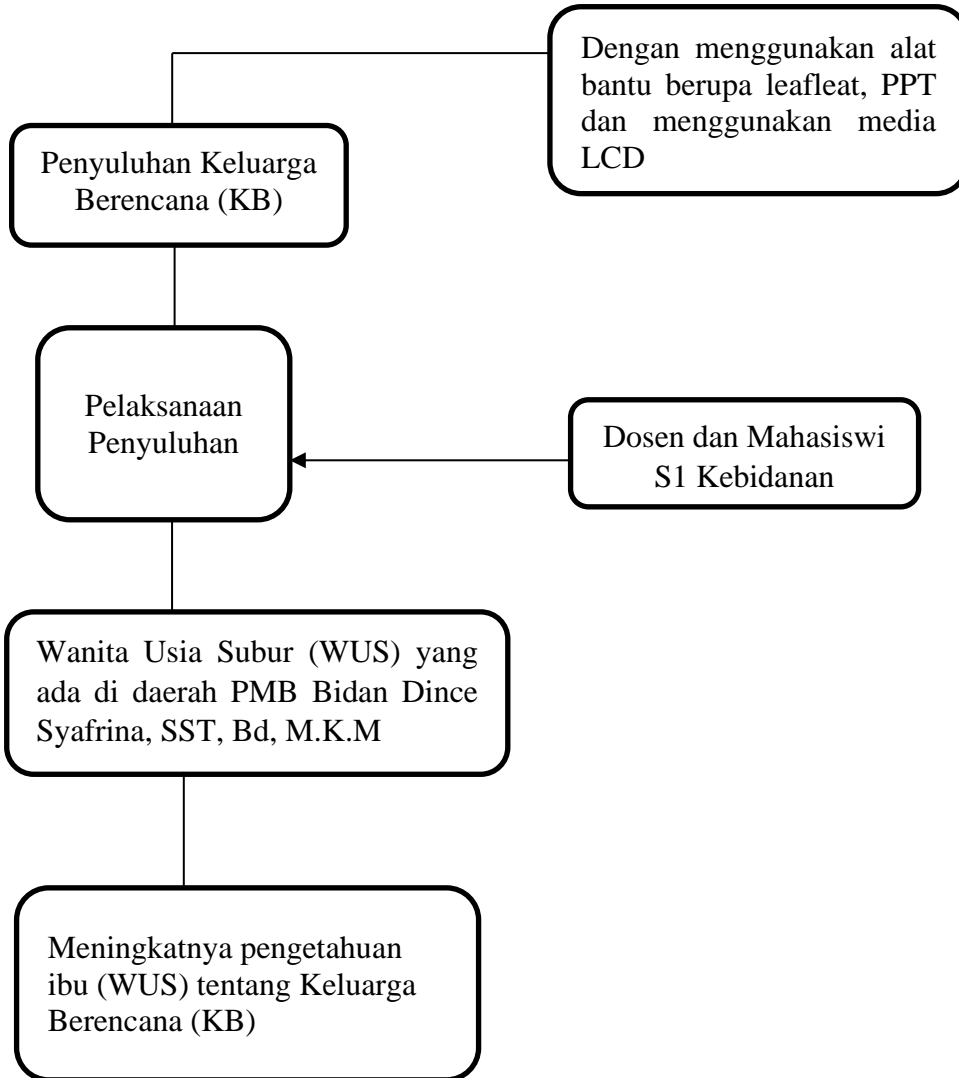 Dengan menggunakan alat
bantu berupa leafleat, PPT
dan menggunakan media
LCD
Penyuluhan Keluarga
Berencana (KB)
Pelaksanaan
Penyuluhan
Dosen dan Mahasiswi
S1 Kebidanan
Wanita Usia Subur (WUS) yang
ada di daerah PMB Bidan Dince
Syafrina, SST, Bd, M.K.M
Meningkatnya pengetahuan
ibu (WUS) tentang Keluarga
Berencana (KB)